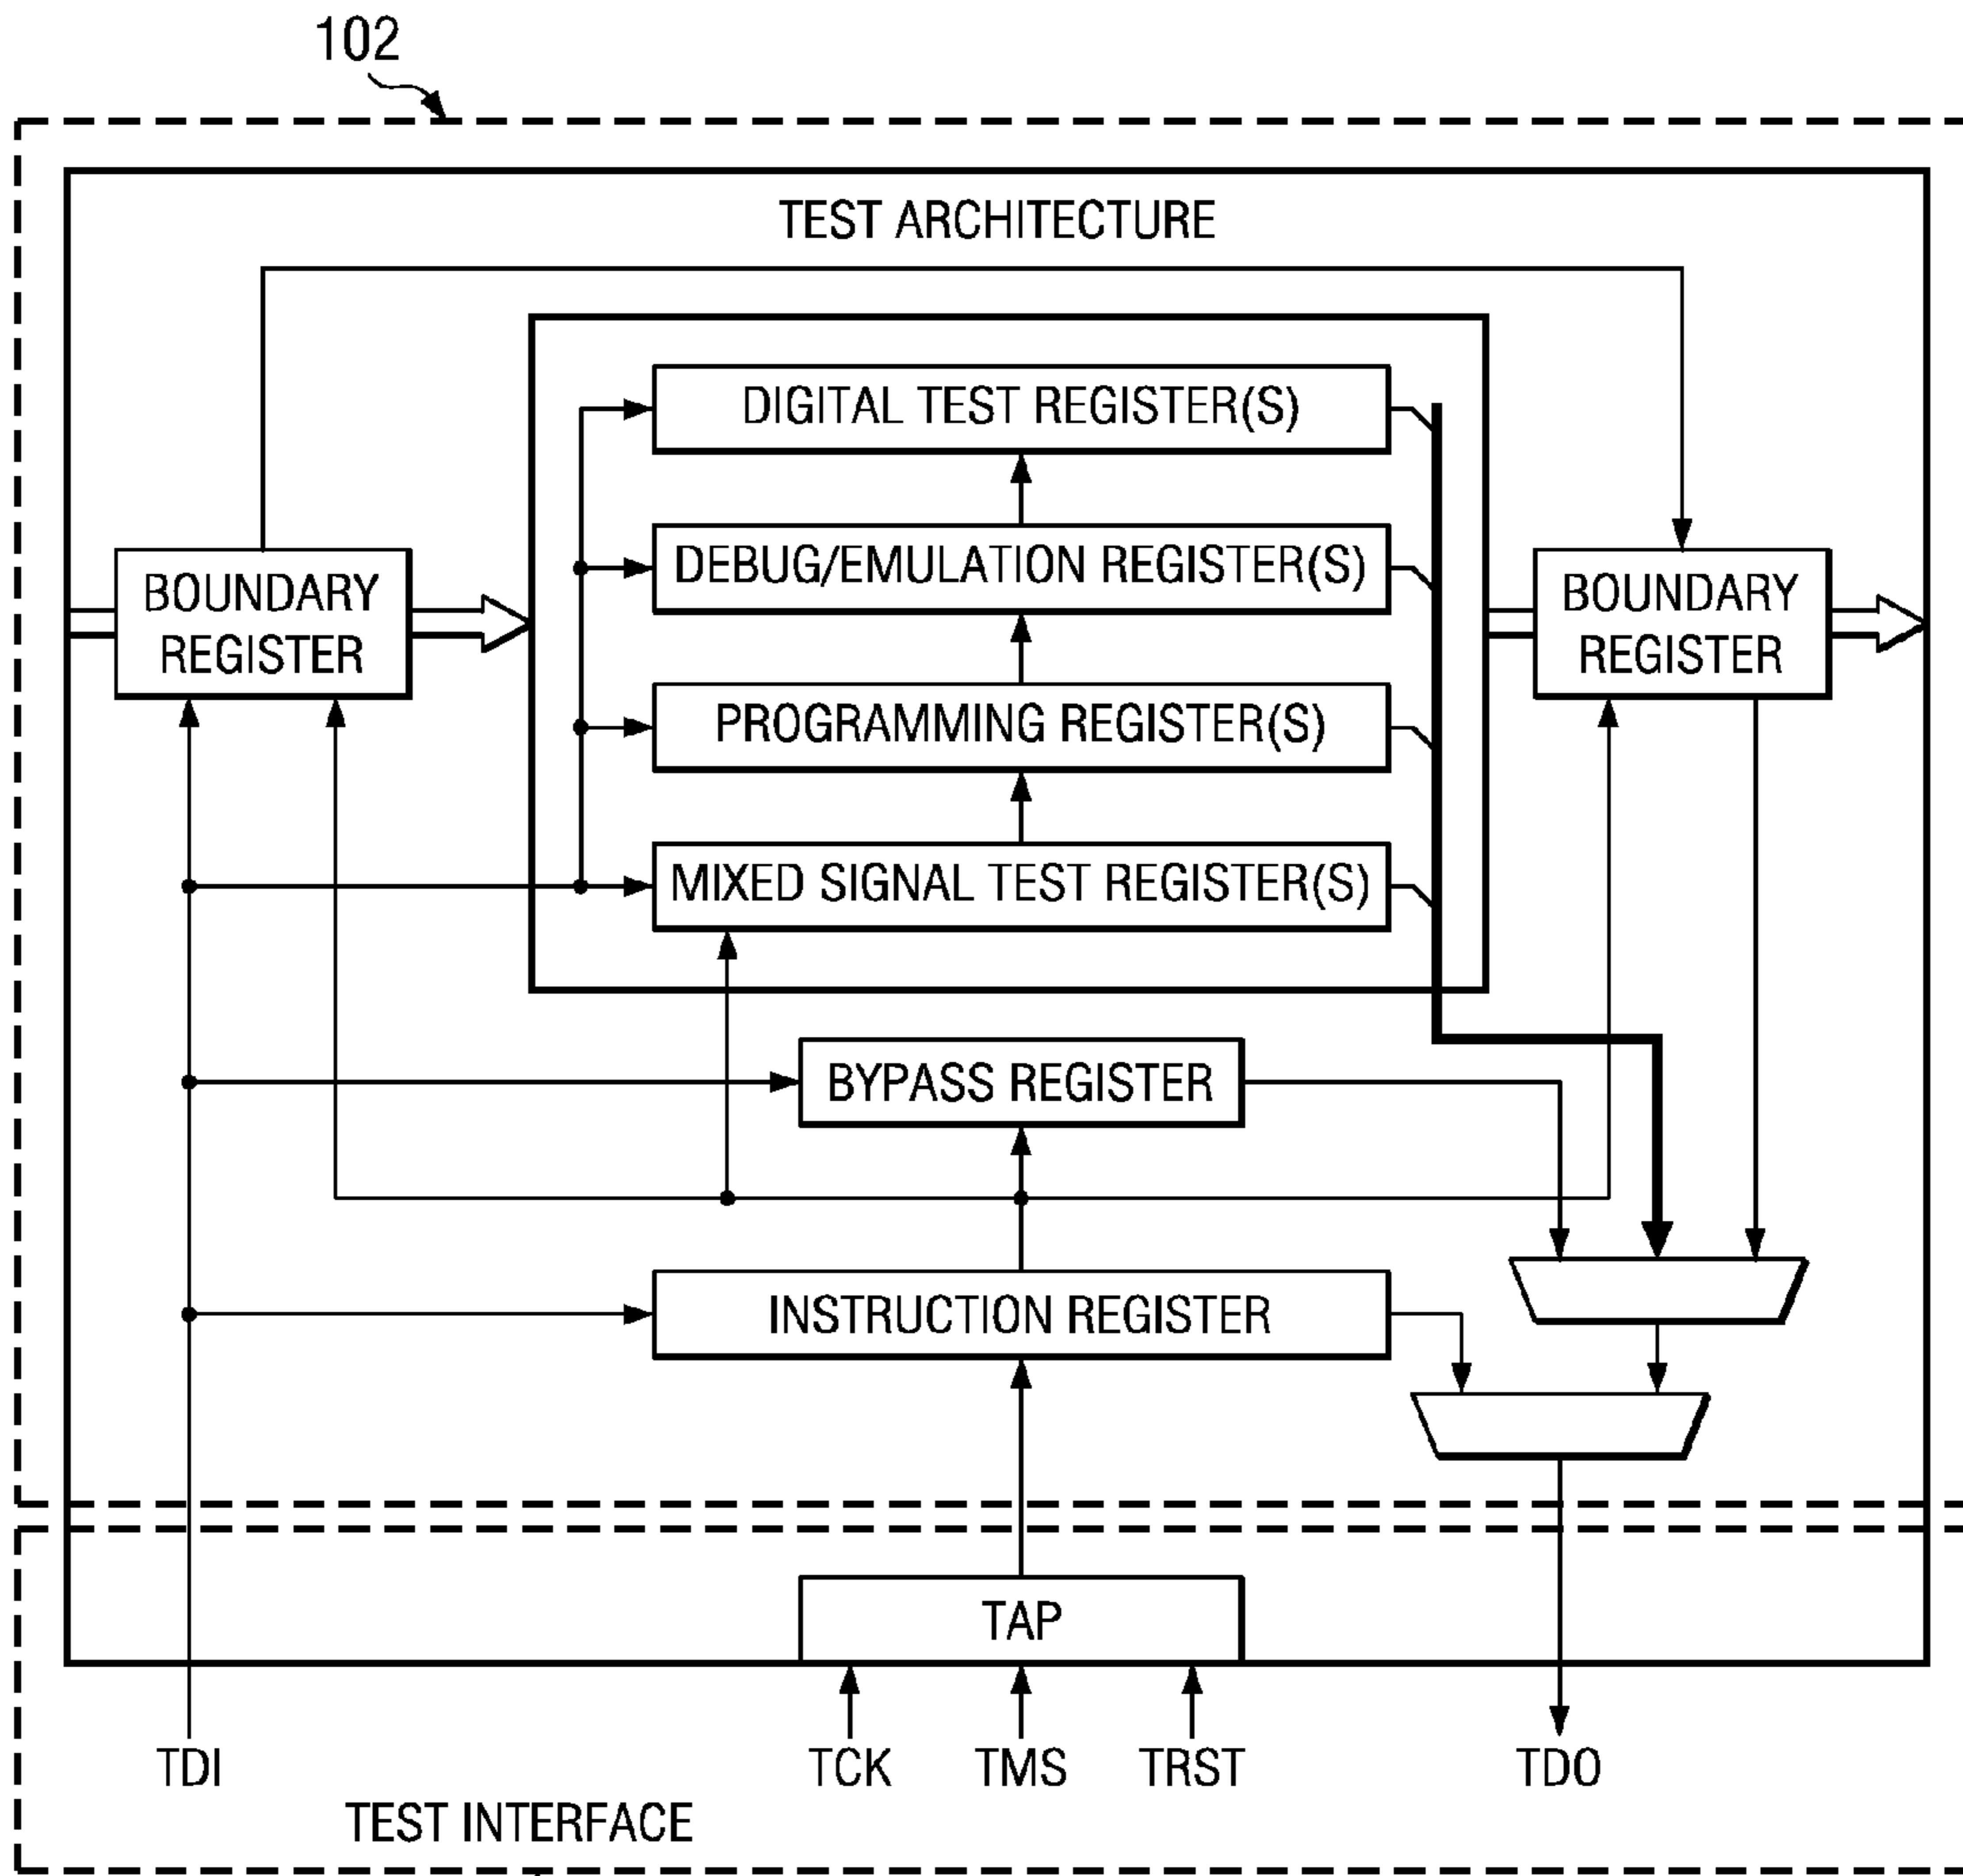 102
TEST ARCHITECTURE
DIGITAL TEST REGISTER(S)
DEBUG/EMULATION REGISTER(S)
BOUNDARY
REGISTER
BOUNDARY
REGISTER
PROGRAMMING REGISTER(S)
MIXED SIGNAL TEST REGISTER(S)
BYPASS REGISTER
INSTRUCTION REGISTER
TAP
TDI
TCK
TMS
TRST
TDO
TEST INTERFACE